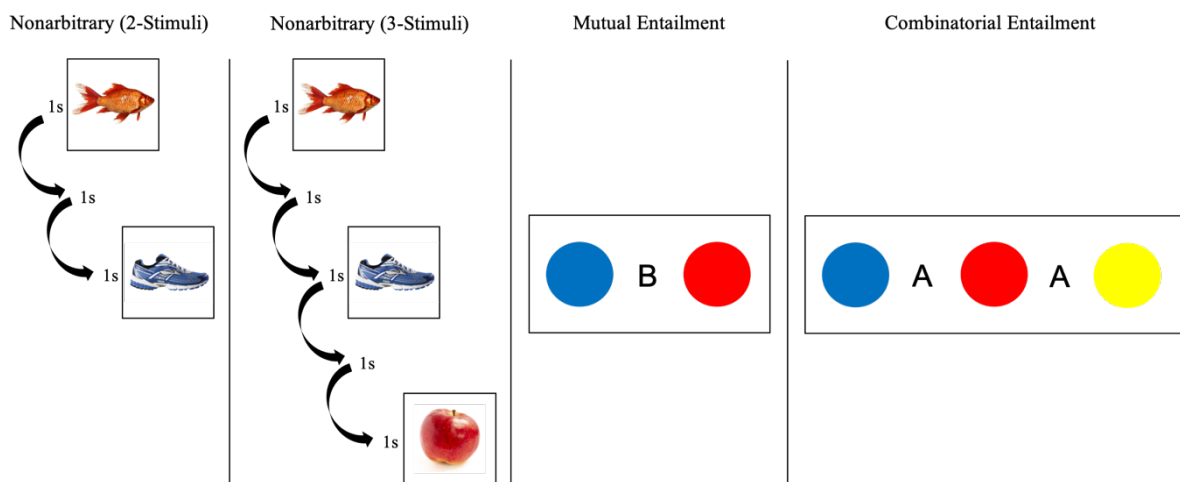 Nonarbitrary (2-Stimuli)
Nonarbitrary (3-Stimuli)
Mutual Entailment
Combinatorial Entailment
1s
1s
1s
1s
1s
1s
1s
1s
B
A
A